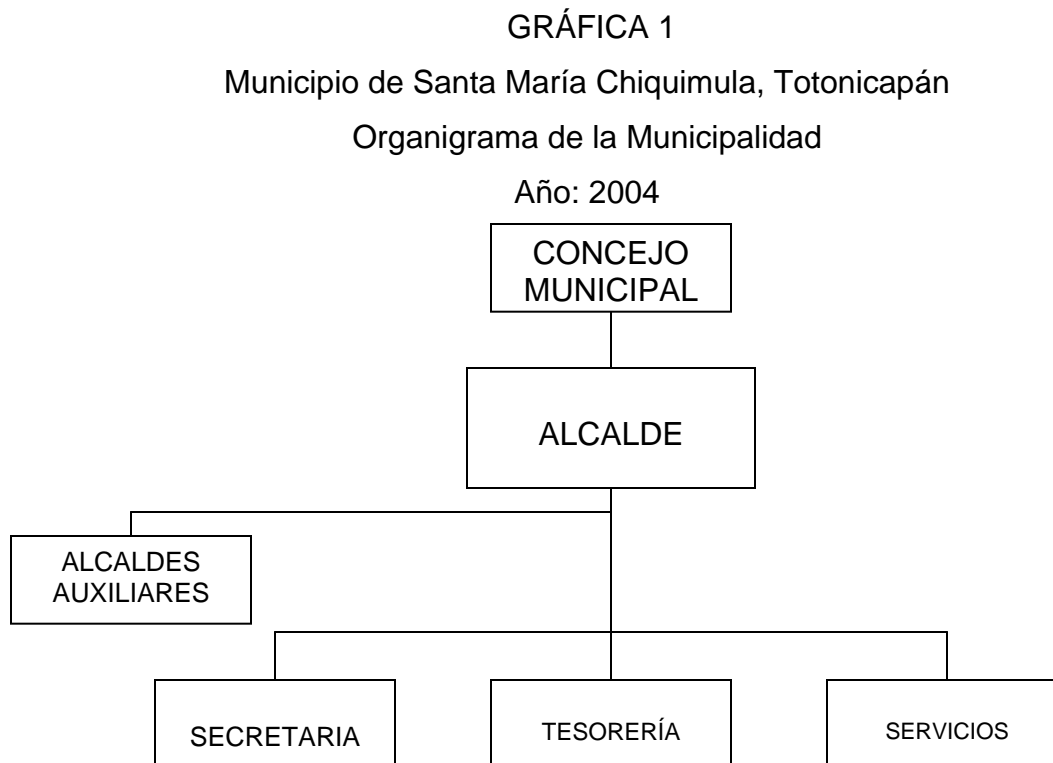 GRÁFICA 1
Municipio de Santa María Chiquimula, Totonicapán
Organigrama de la Municipalidad
Año: 2004
CONCEJO
MUNICIPAL
ALCALDE
ALCALDES
AUXILIARES
SECRETARIA
TESORERÍA
SERVICIOS